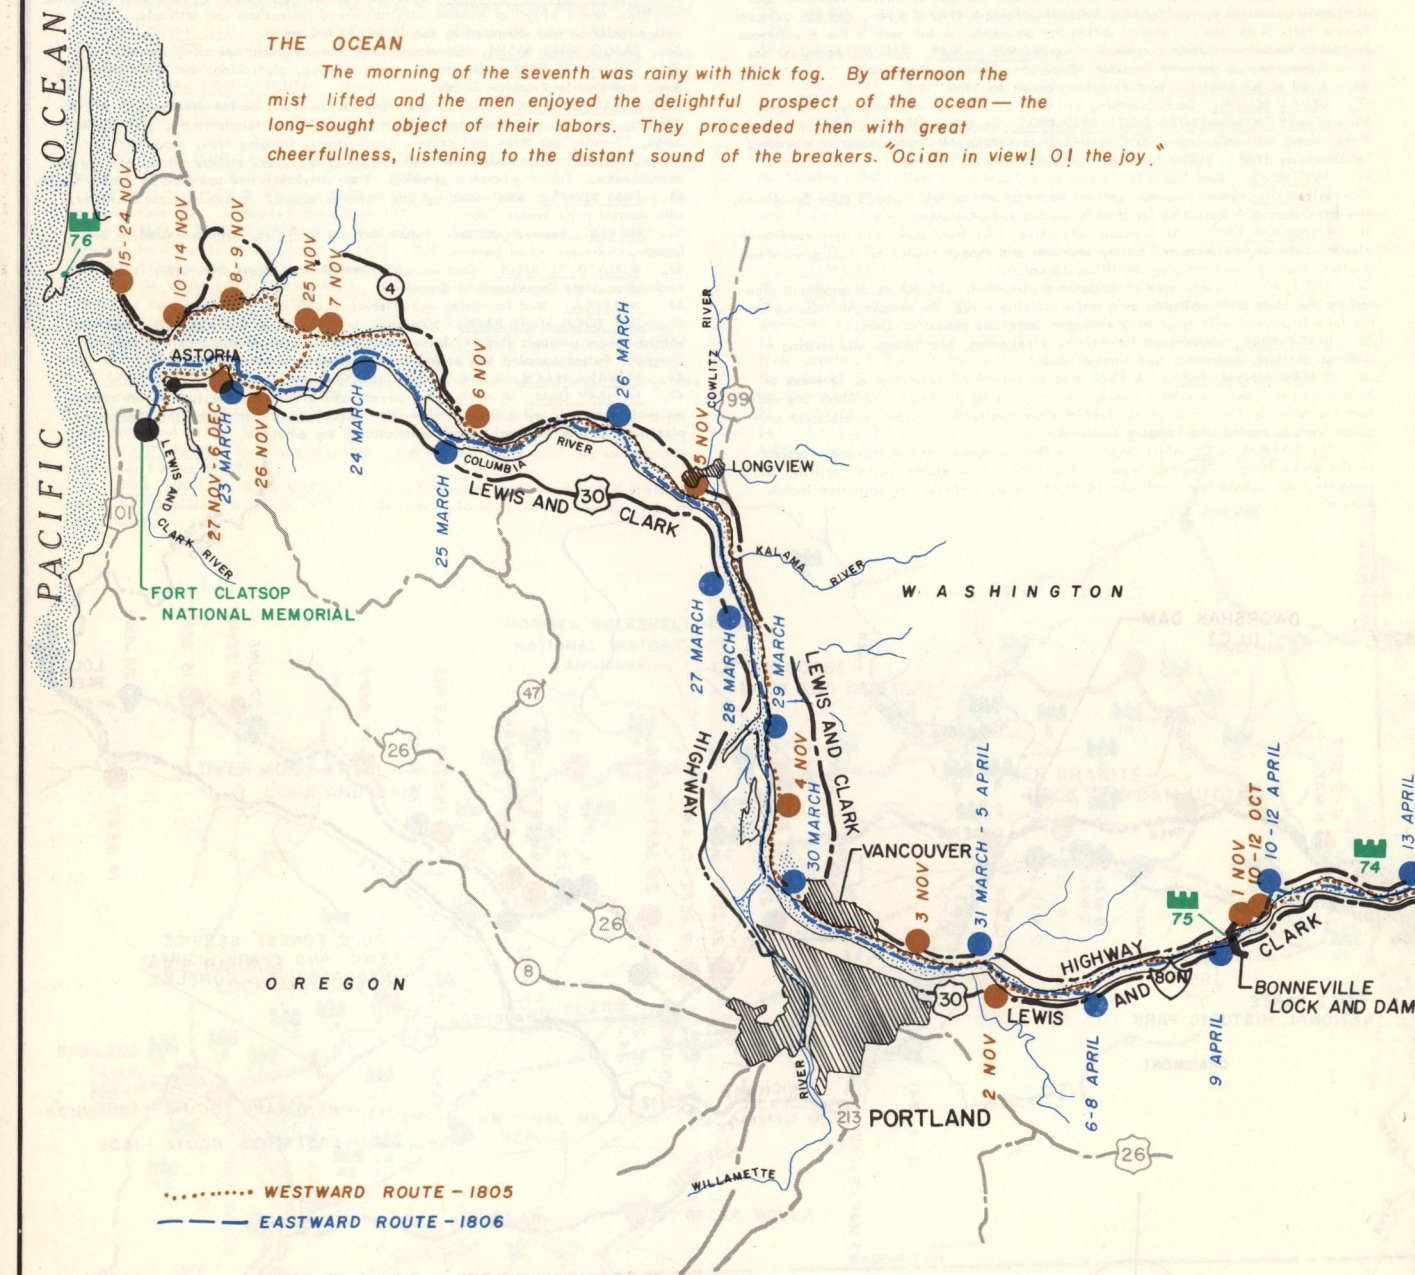 THE OCEAN
The morning of the seventh was rainy with thick fog. By afternoon the
mist lifted and the men enjoyed the delightful prospect of the ocean — the
long-sought object of their labors. They proceeded then with great
cheerfullness, listening to the distant sound of the breakers. "Ocian in view! O! the joy."
PACIFIC OCEAN
E
76
15-24 NOV
10-14 NOV
8-9 NOV
25 NOV
7 NOV
4
ASTORIA
27 NOV-6 DEC
23 MARCH
26 NOV
24 MARCH
6 NOV
25 MARCH
26 MARCH
COWLITZ RIVER
99
5 NOV
LONGVIEW
COLUMBIA RIVER
LEWIS AND
30
CLARK
LEWIS AND CLARK RIVER
101
FORT CLATSOP
NATIONAL MEMORIAL
KALAMA RIVER
WASHINGTON
27 MARCH
28 MARCH
29 MARCH
47
26
HIGHWAY
LEWIS AND CLARK
4 NOV
30 MARCH
VANCOUVER
3 NOV
31 MARCH - 5 APRIL
1 NOV
10-12 OCT
10-12 APRIL
E
74
13 APRIL
E
75
26
8
OREGON
HIGHWAY
CLARK
80N
AND
LEWIS
30
BONNEVILLE
LOCK AND DAM
2 NOV
6-8 APRIL
9 APRIL
RIVER
213
PORTLAND
26
WILLAMETTE
WESTWARD ROUTE - 1805
EASTWARD ROUTE - 1806